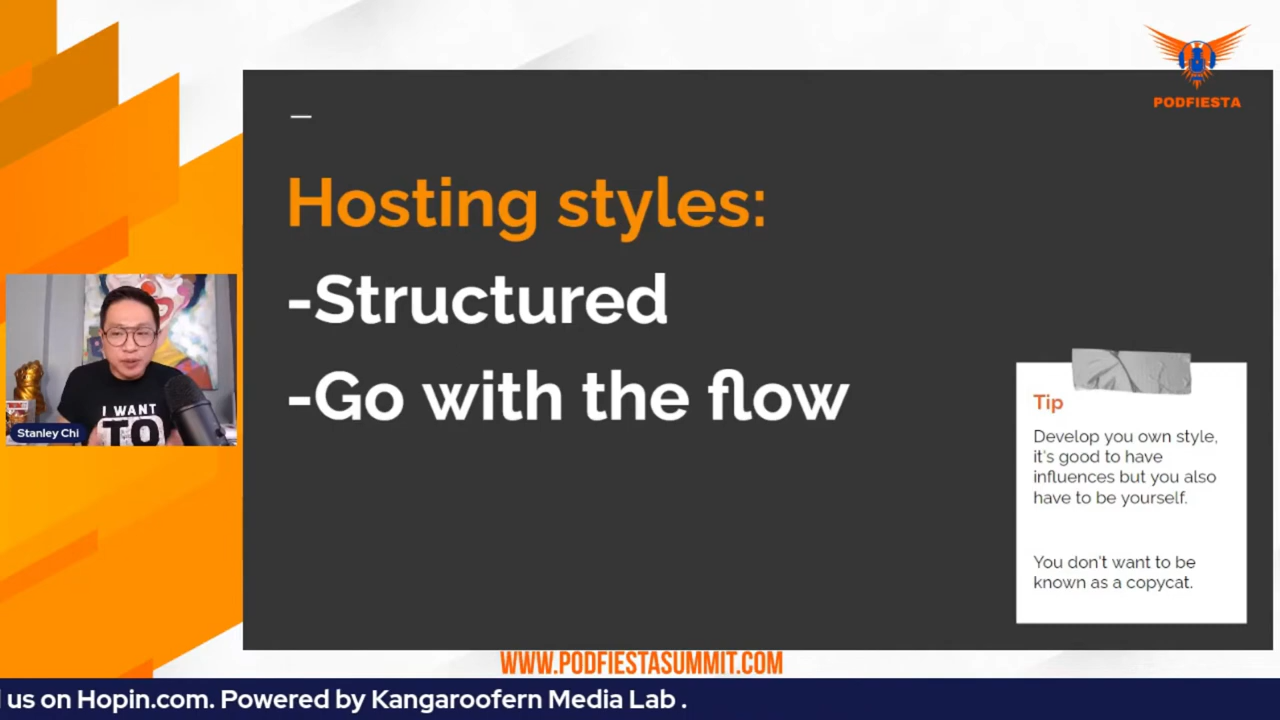 PODFIESTA
—
Hosting styles:
-Structured
-Go with the flow
I WANT
TO
Stanley Chi
Tip
Develop you own style,
it's good to have
influences but you also
have to be yourself.
You don't want to be
known as a copycat.
WWW.PODFIESTASUMMIT.COM
us on Hopin.com. Powered by Kangaroofern Media Lab .